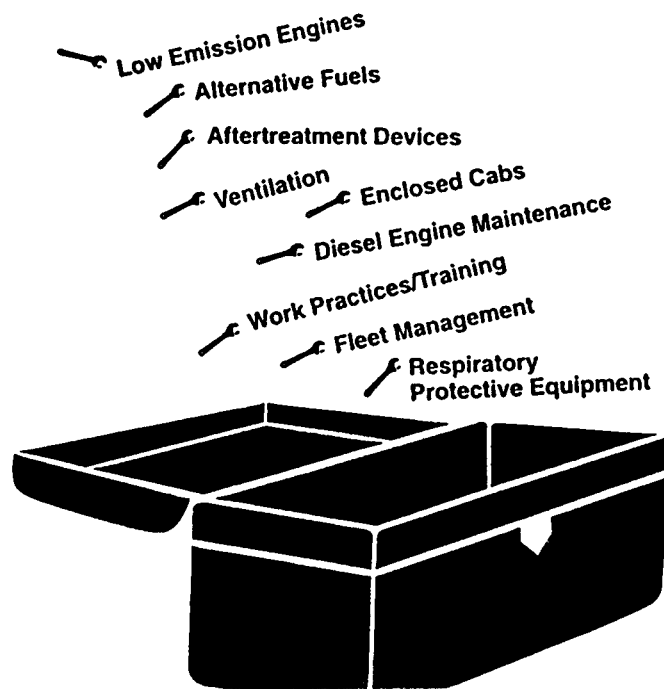 Low Emission Engines
Alternative Fuels
Aftertreatment Devices
Ventilation
Enclosed Cabs
Diesel Engine Maintenance
Work Practices/Training
Fleet Management
Respiratory
Protective Equipment